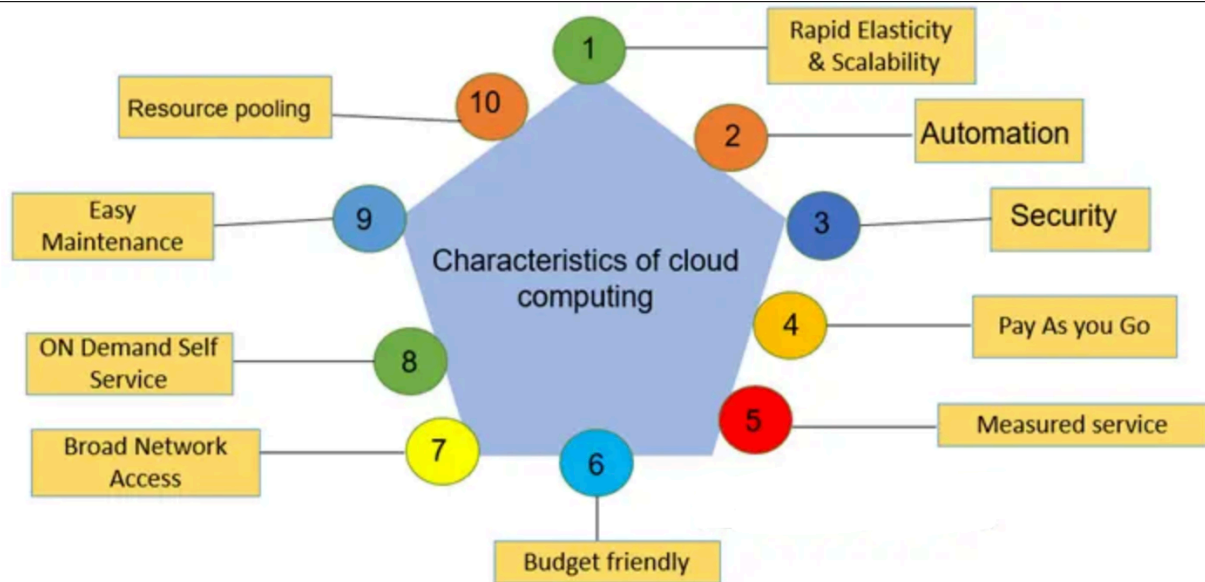 1
Rapid Elasticity
& Scalability
2
Automation
3
Security
4
Pay As you Go
5
Measured service
6
Budget friendly
7
Broad Network
Access
8
ON Demand Self
Service
9
Easy
Maintenance
10
Resource pooling
Characteristics of cloud
computing